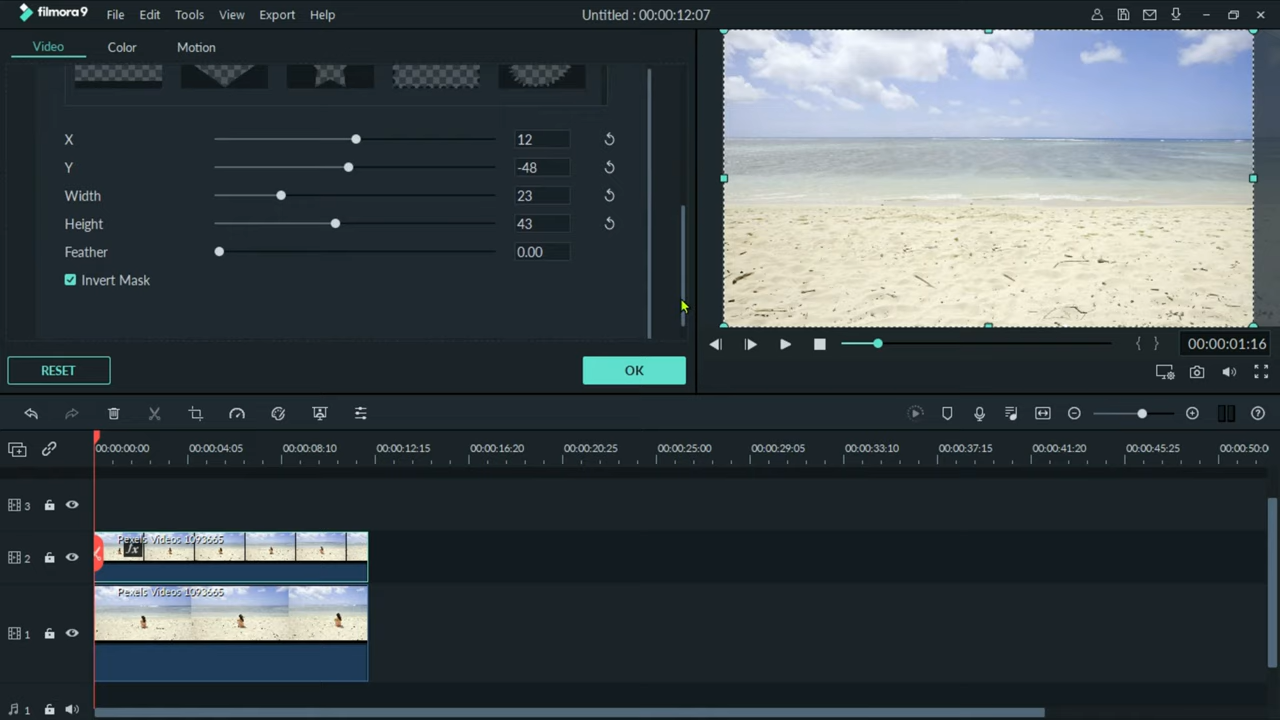 filmora9 File Edit Tools View Export Help Untitled : 00:00:12:07
Video Color Motion
X 12
Y -48
Width 23
Height 43
Feather 0.00
Invert Mask
RESET OK
00:00:01:16
00:00:00:00 00:00:04:05 00:00:08:10 00:00:12:15 00:00:16:20 00:00:20:25 00:00:25:00 00:00:29:05 00:00:33:10 00:00:37:15 00:00:41:20 00:00:45:25 00:00:50:0
3
Pexels Videos 1093665
fx
2
Pexels Videos 1093665
1
1